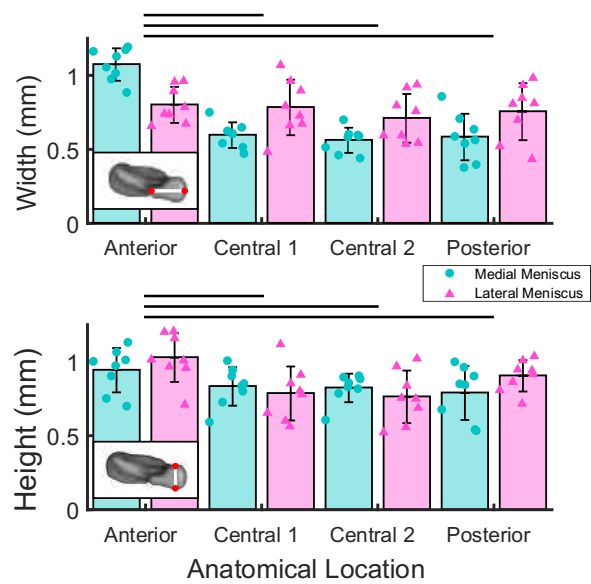 Width (mm)
1
0.5
0
Anterior Central 1 Central 2 Posterior
Medial Meniscus
Lateral Meniscus
Height (mm)
1
0.5
0
Anterior Central 1 Central 2 Posterior
Anatomical Location